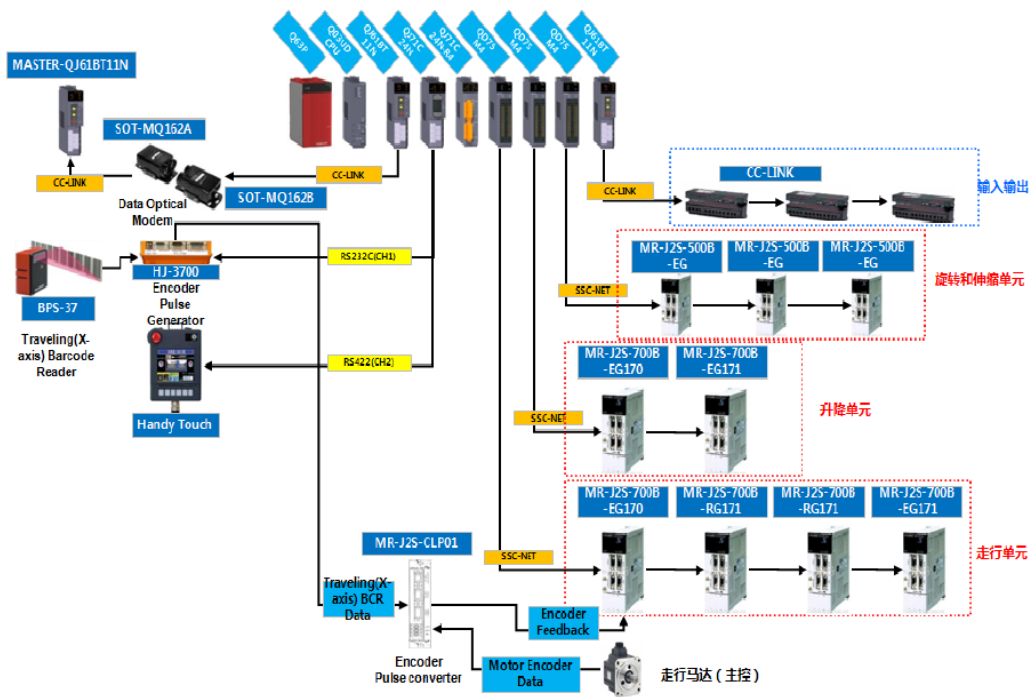 Q63P
Q03UD
CPU
QJ61BT
11N
QJ71C
24N
QJ71C
24N-R4
QD75
M4
QD75
M4
QD75
M4
QJ61BT
11N
MASTER-QJ61BT11N
SOT-MQ162A
CC-LINK
CC-LINK
SOT-MQ162B
Data Optical
Modem
CC-LINK
CC-LINK
输入输出
BPS-37
Traveling(X-
axis) Barcode
Reader
HJ-3700
Encoder
Pulse
Generator
RS232C(CH1)
RS422(CH2)
Handy Touch
MR-J2S-500B
-EG
MR-J2S-500B
-EG
MR-J2S-500B
-EG
SSC-NET
旋转和伸缩单元
MR-J2S-700B
-EG170
MR-J2S-700B
-EG171
SSC-NET
升降单元
MR-J2S-700B
-EG170
MR-J2S-700B
-RG171
MR-J2S-700B
-RG171
MR-J2S-700B
-EG171
SSC-NET
走行单元
MR-J2S-CLP01
Traveling(X-
axis) BCR
Data
Encoder
Feedback
Encoder
Pulse converter
Motor Encoder
Data
走行马达（主控）